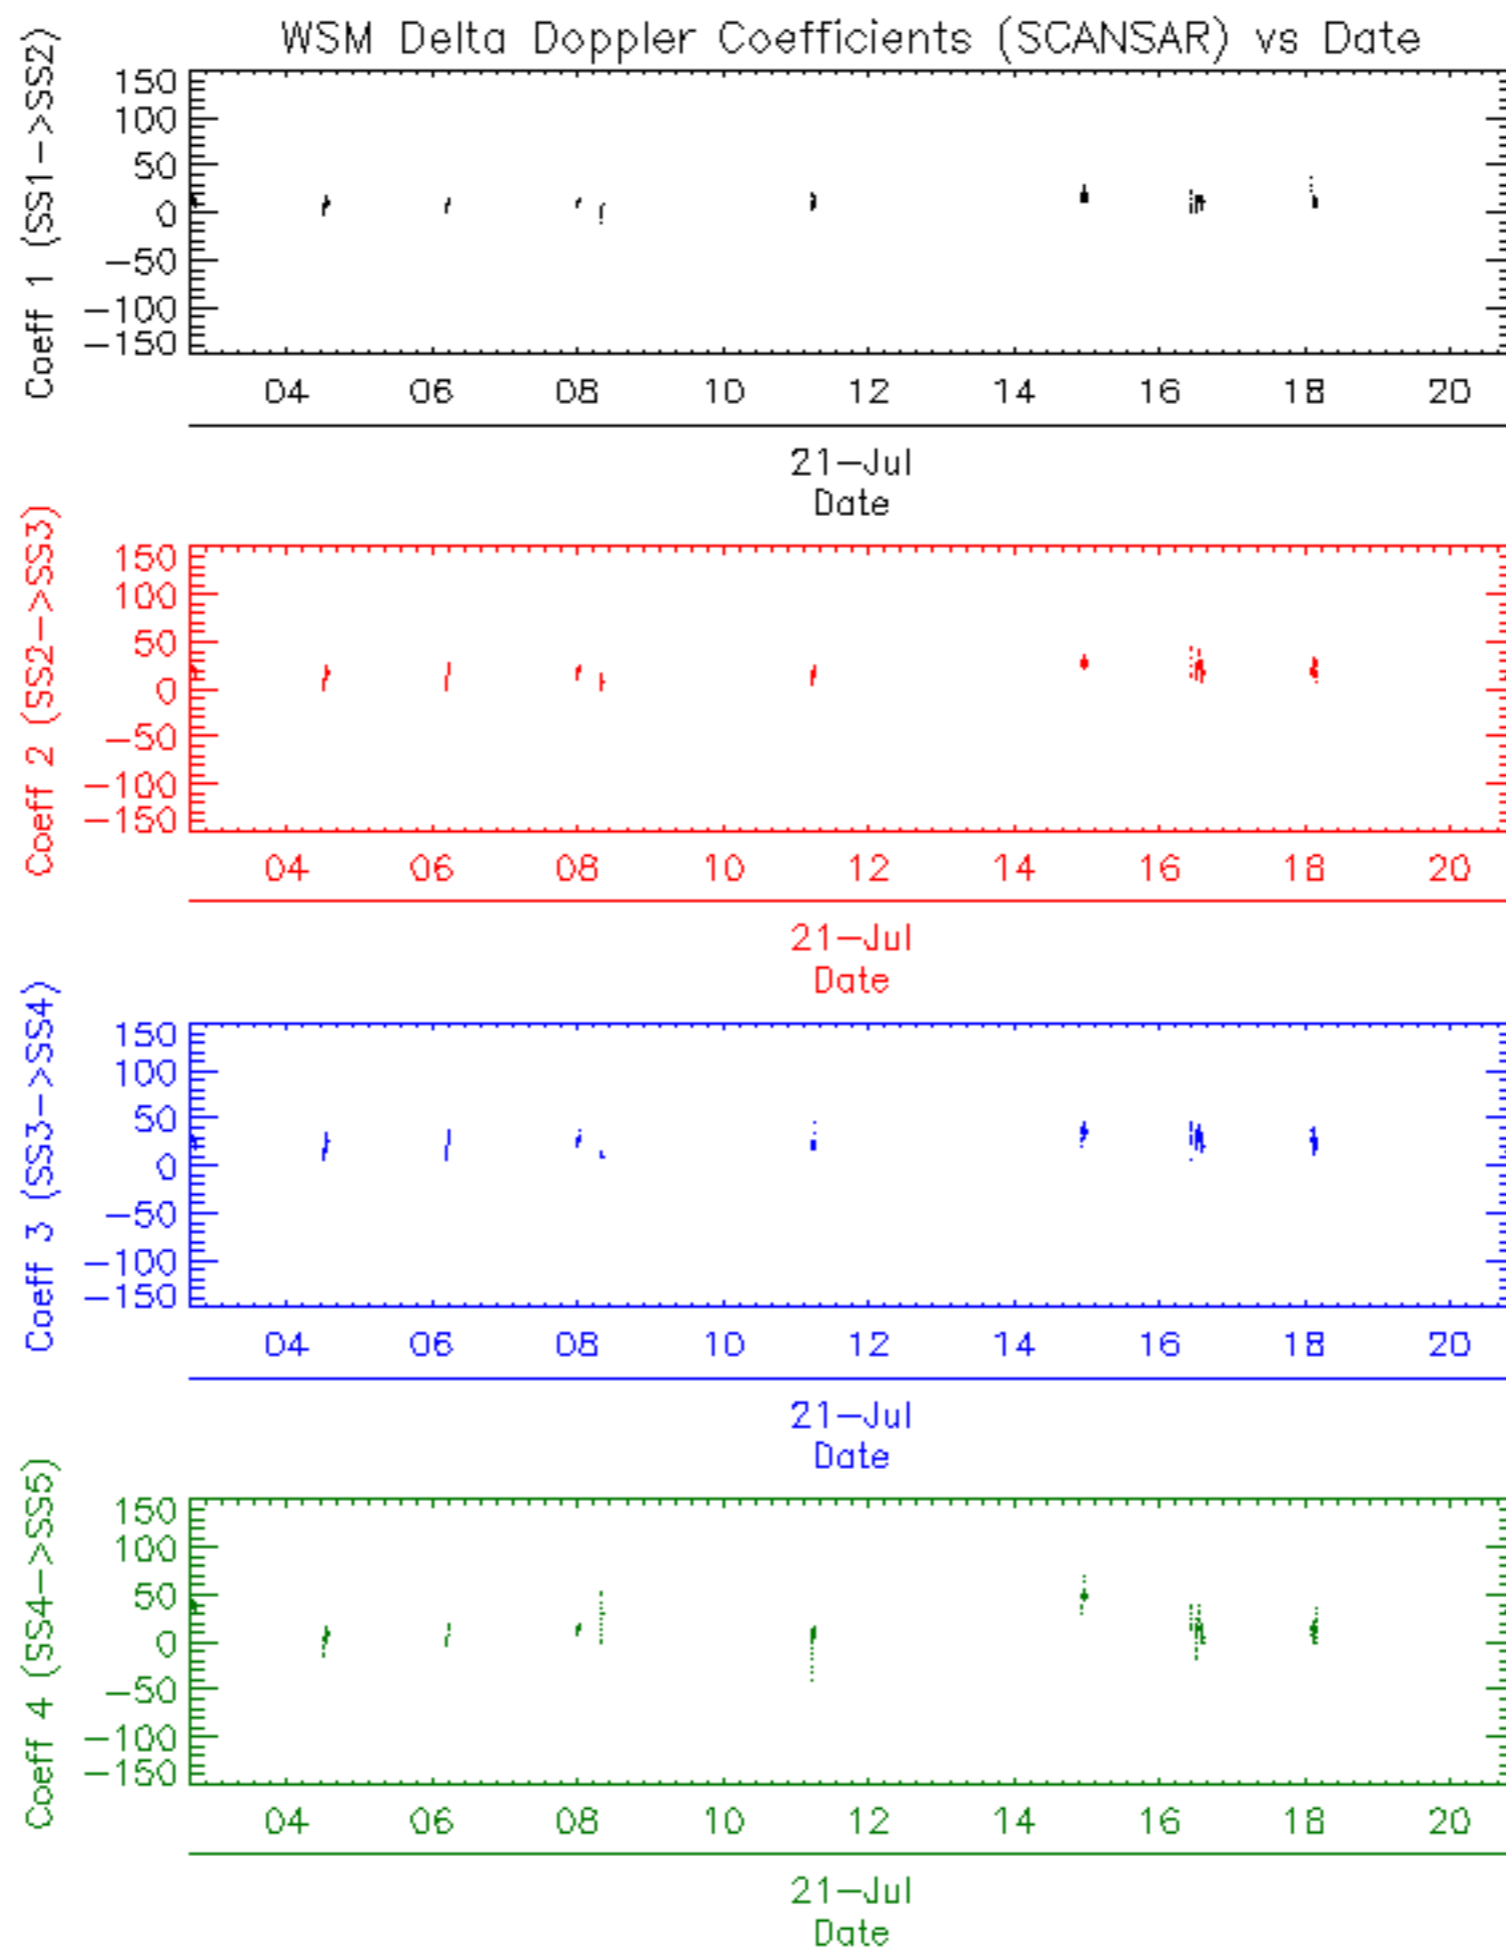 WSM Delta Doppler Coefficients (SCANSAR) vs Date
Coeff 1 (SS1->SS2)
150
100
50
0
-50
-100
-150
04 06 08 10 12 14 16 18 20
21-Jul
Date
Coeff 2 (SS2->SS3)
150
100
50
0
-50
-100
-150
04 06 08 10 12 14 16 18 20
21-Jul
Date
Coeff 3 (SS3->SS4)
150
100
50
0
-50
-100
-150
04 06 08 10 12 14 16 18 20
21-Jul
Date
Coeff 4 (SS4->SS5)
150
100
50
0
-50
-100
-150
04 06 08 10 12 14 16 18 20
21-Jul
Date